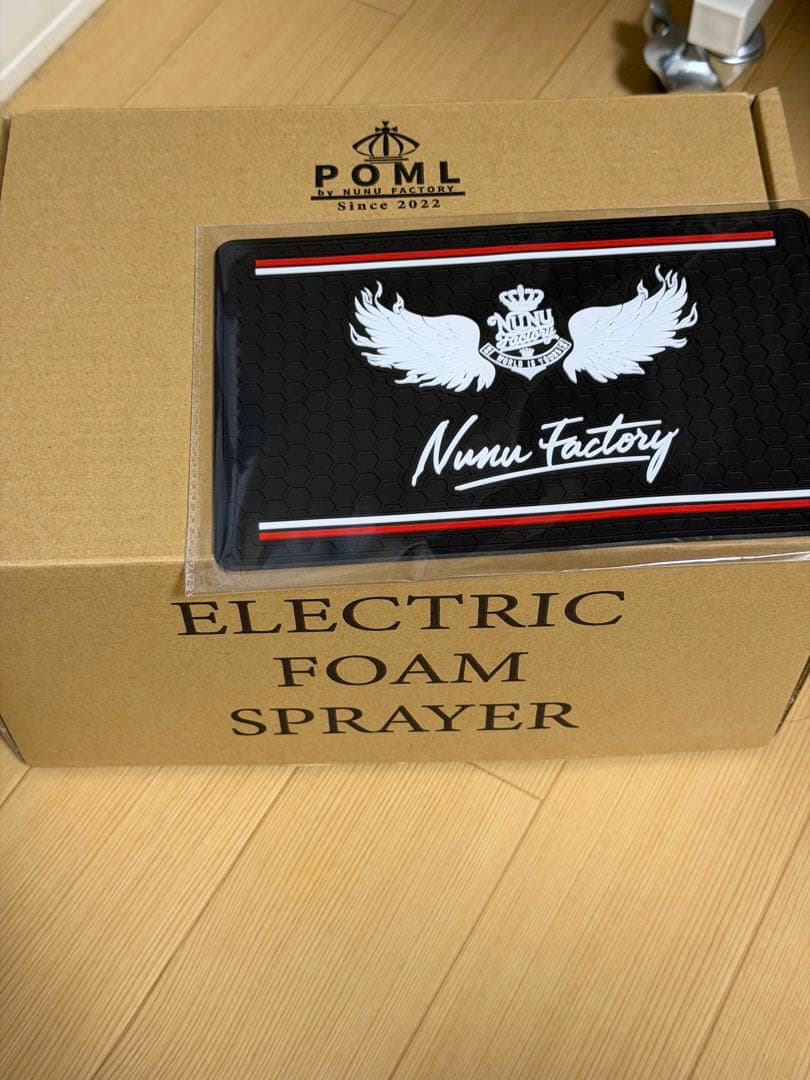 POML
by NUNU FACTORY
Since 2022
NUNU
Factory
Nunu Factory
ELECTRIC
FOAM
SPRAYER